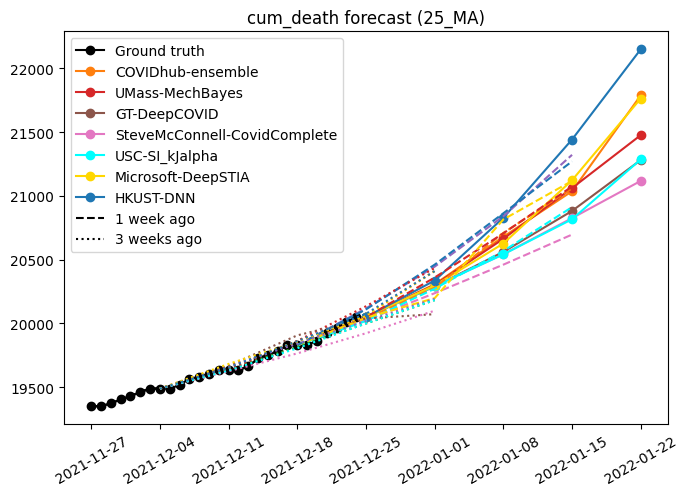 cum_death forecast (25_MA)
Ground truth
COVIDhub-ensemble
UMass-MechBayes
GT-DeepCOVID
SteveMcConnell-CovidComplete
USC-SI_kJalpha
Microsoft-DeepSTIA
HKUST-DNN
1 week ago
3 weeks ago
22000
21500
21000
20500
20000
19500
2021-11-27
2021-12-04
2021-12-11
2021-12-18
2021-12-25
2022-01-01
2022-01-08
2022-01-15
2022-01-22